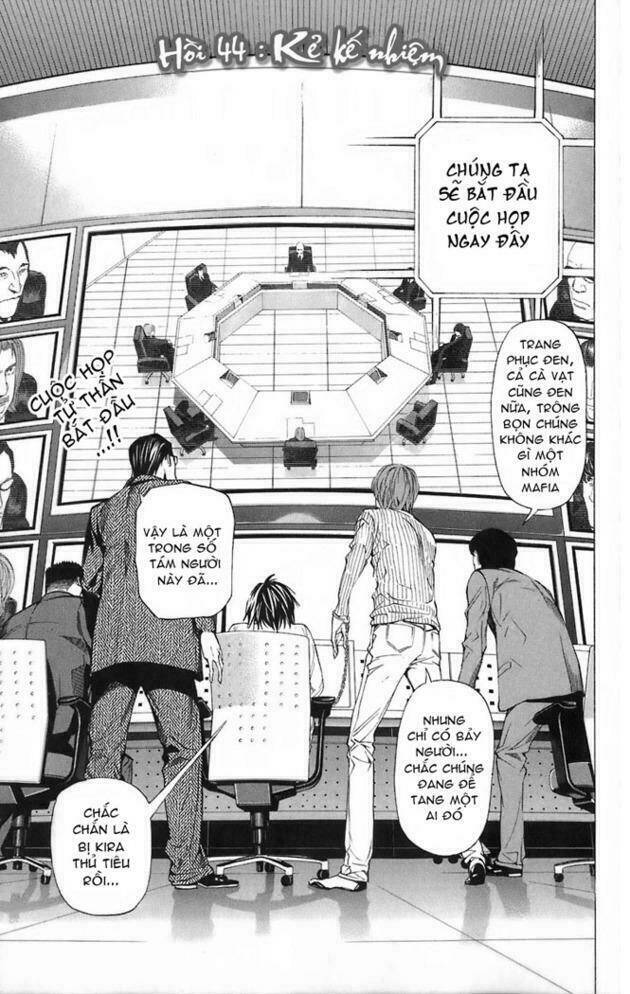 Hồi 44 : Kẻ kế nhiệm
CHÚNG TA
SẼ BẮT ĐẦU
CUỘC HỌP
NGAY ĐÂY
TRANG
PHỤC ĐEN,
CẢ CÀ VẠT
CŨNG ĐEN
NỮA, TRÔNG
BỌN CHÚNG
KHÔNG KHÁC
GÌ MỘT
NHÓM
MAFIA
CUỘC HỌP
TỬ THẦN
BẮT ĐẦU
...!!
VẬY LÀ MỘT
TRONG SỐ
TÁM NGƯỜI
NÀY ĐÃ...
NHƯNG
CHỈ CÓ BẢY
NGƯỜI...
CHẮC CHÚNG
ĐANG ĐỂ
TANG MỘT
AI ĐÓ
CHẮC
CHẮN LÀ
BỊ KIRA
THỦ TIÊU
RỒI...